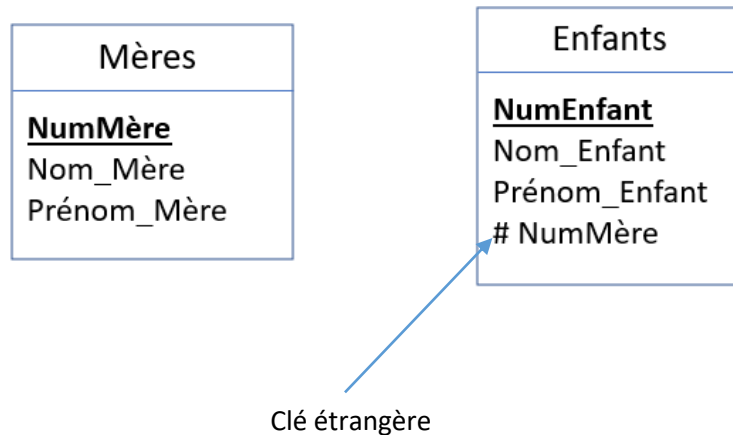 Mères
NumMère
Nom_Mère
Prénom_Mère
Enfants
NumEnfant
Nom_Enfant
Prénom_Enfant
# NumMère
Clé étrangère